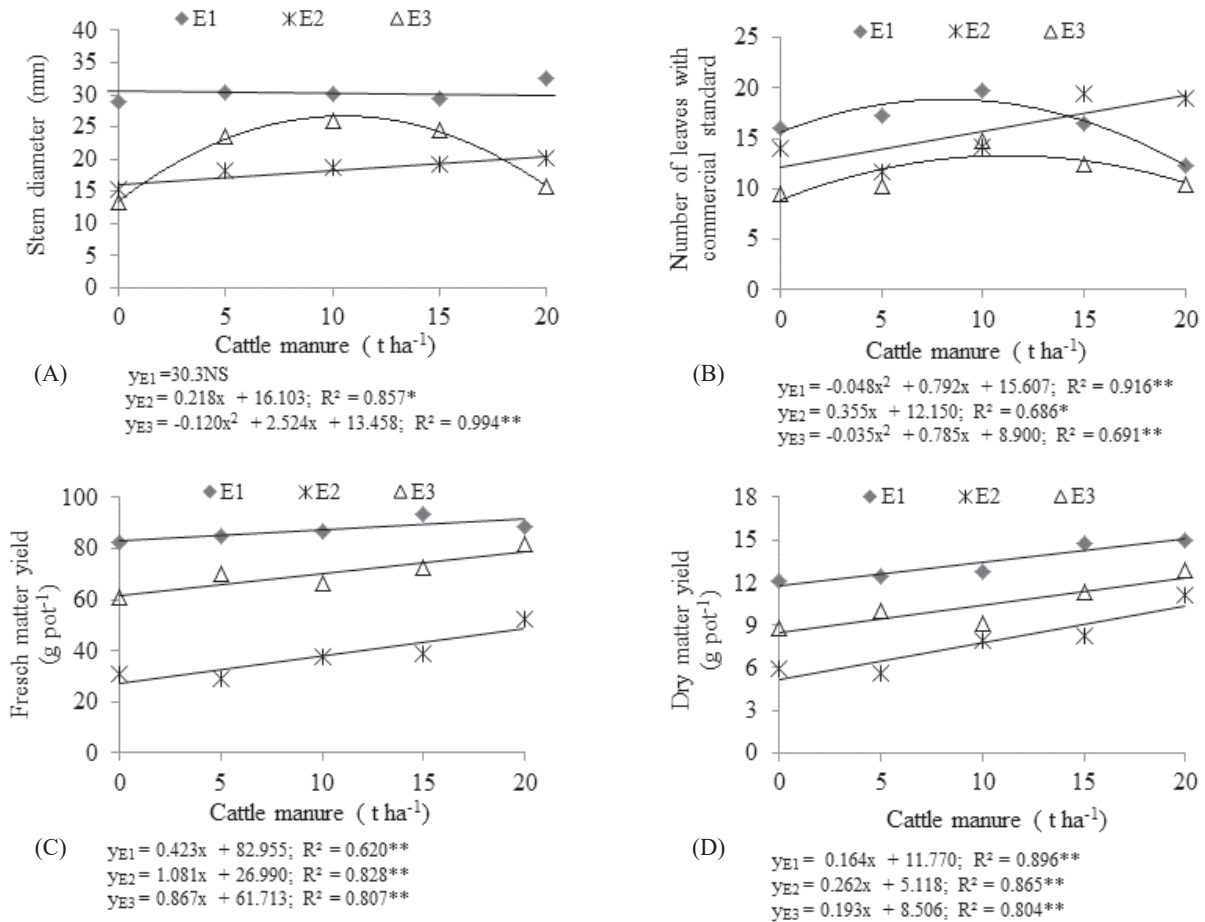 E1 E2 E3
Stem diameter (mm)
40
35
30
25
20
15
10
5
0
0 5 10 15 20
Cattle manure ( t ha⁻¹)
(A)
yE1 =30.3NS
yE2 = 0.218x + 16.103; R² = 0.857*
yE3= -0.120x² + 2.524x + 13.458; R² = 0.994**
E1 E2 E3
Number of leaves with
commercial standard
25
20
15
10
5
0
0 5 10 15 20
Cattle manure ( t ha⁻¹)
(B)
yE1 = -0.048x² + 0.792x + 15.607; R² = 0.916**
yE2 = 0.355x + 12.150; R² = 0.686*
yE3 = -0.035x² + 0.785x + 8.900; R² = 0.691**
E1 E2 E3
Fresch matter yield
(g pot⁻¹)
100
80
60
40
20
0
0 5 10 15 20
Cattle manure ( t ha⁻¹)
(C)
yE1 = 0.423x + 82.955; R² = 0.620**
yE2 = 1.081x + 26.990; R² = 0.828**
yE3 = 0.867x + 61.713; R² = 0.807**
E1 E2 E3
Dry matter yield
(g pot⁻¹)
18
15
12
9
6
3
0
0 5 10 15 20
Cattle manure ( t ha⁻¹)
(D)
yE1 = 0.164x + 11.770; R² = 0.896**
yE2 = 0.262x + 5.118; R² = 0.865**
yE3 = 0.193x + 8.506; R² = 0.804**